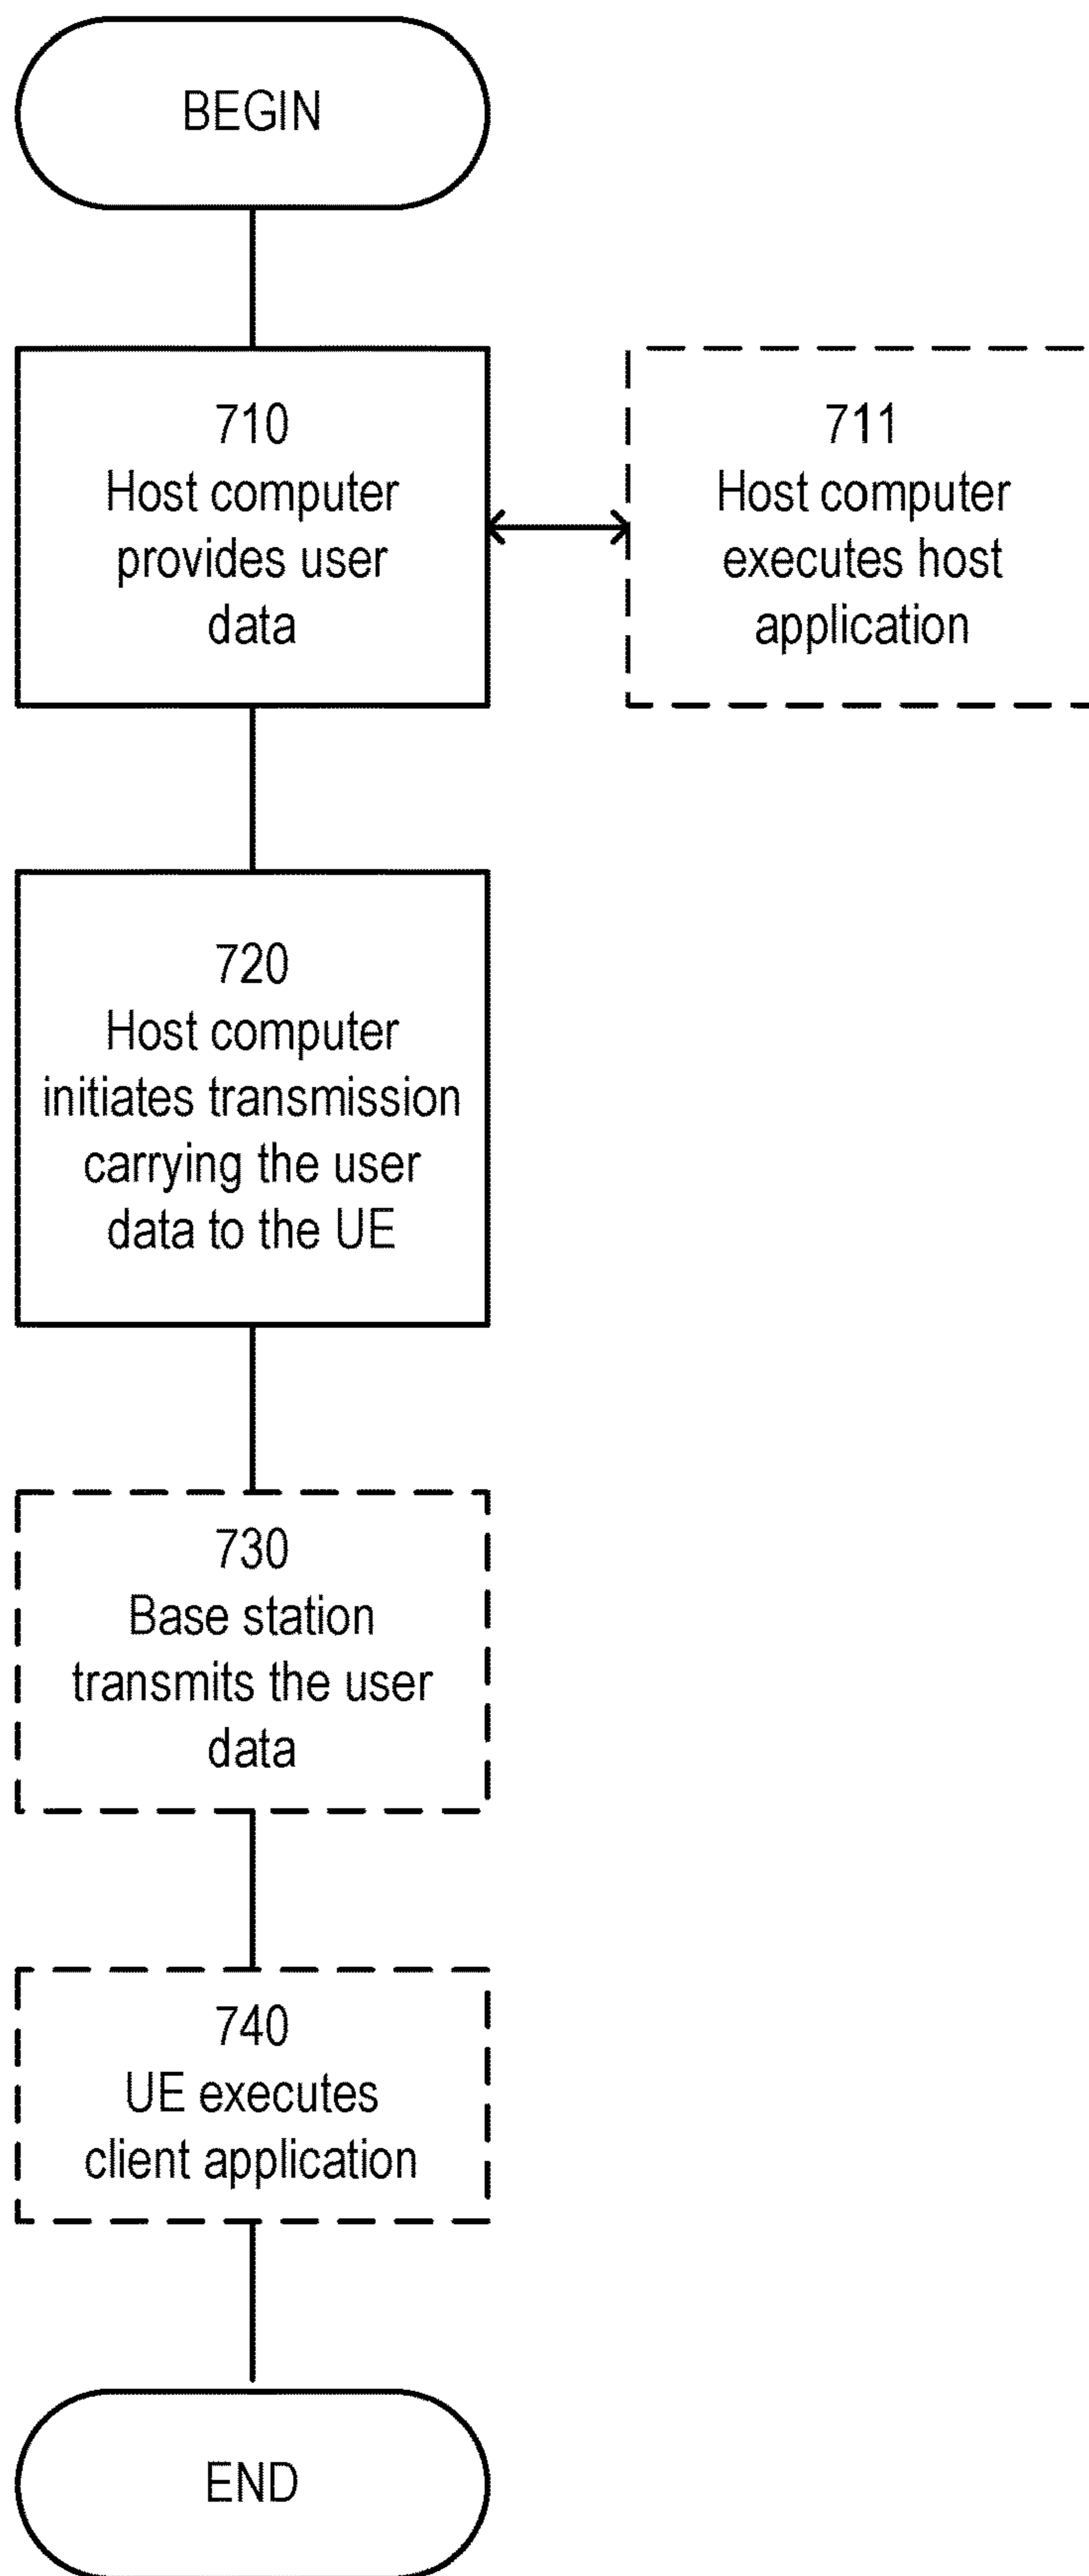 BEGIN
710
Host computer
provides user
data
711
Host computer
executes host
application
720
Host computer
initiates transmission
carrying the user
data to the UE
730
Base station
transmits the user
data
740
UE executes
client application
END